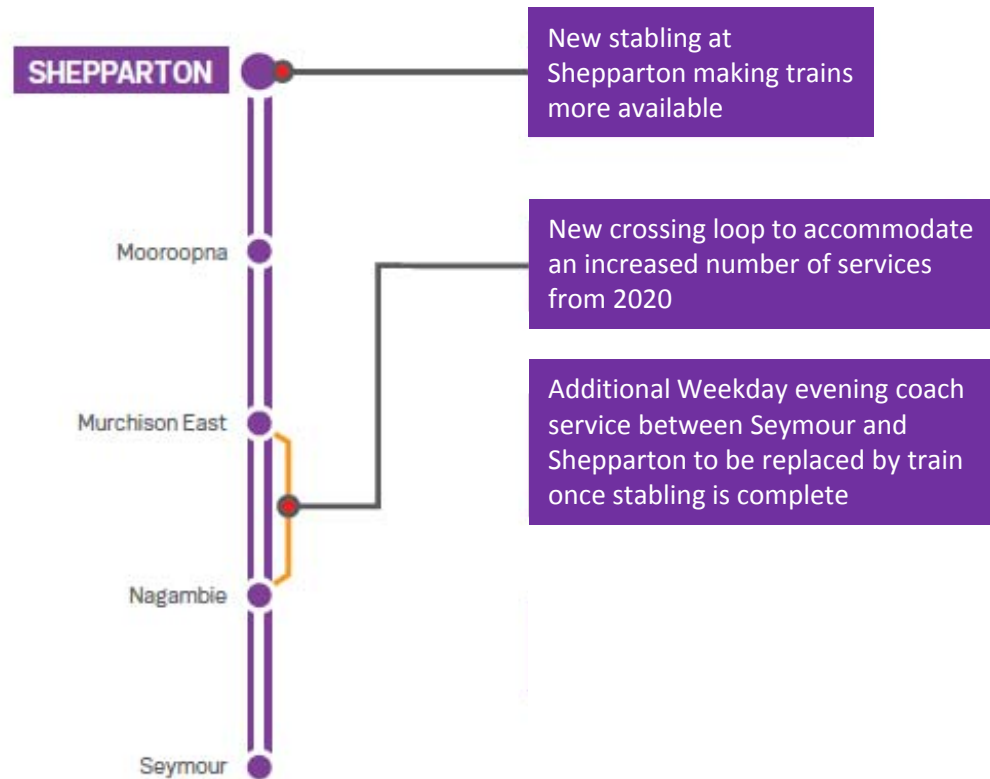 SHEPPARTON
New stabling at
Shepparton making trains
more available
Mooroopna
New crossing loop to accommodate
an increased number of services
from 2020
Murchison East
Additional Weekday evening coach
service between Seymour and
Shepparton to be replaced by train
once stabling is complete
Nagambie
Seymour